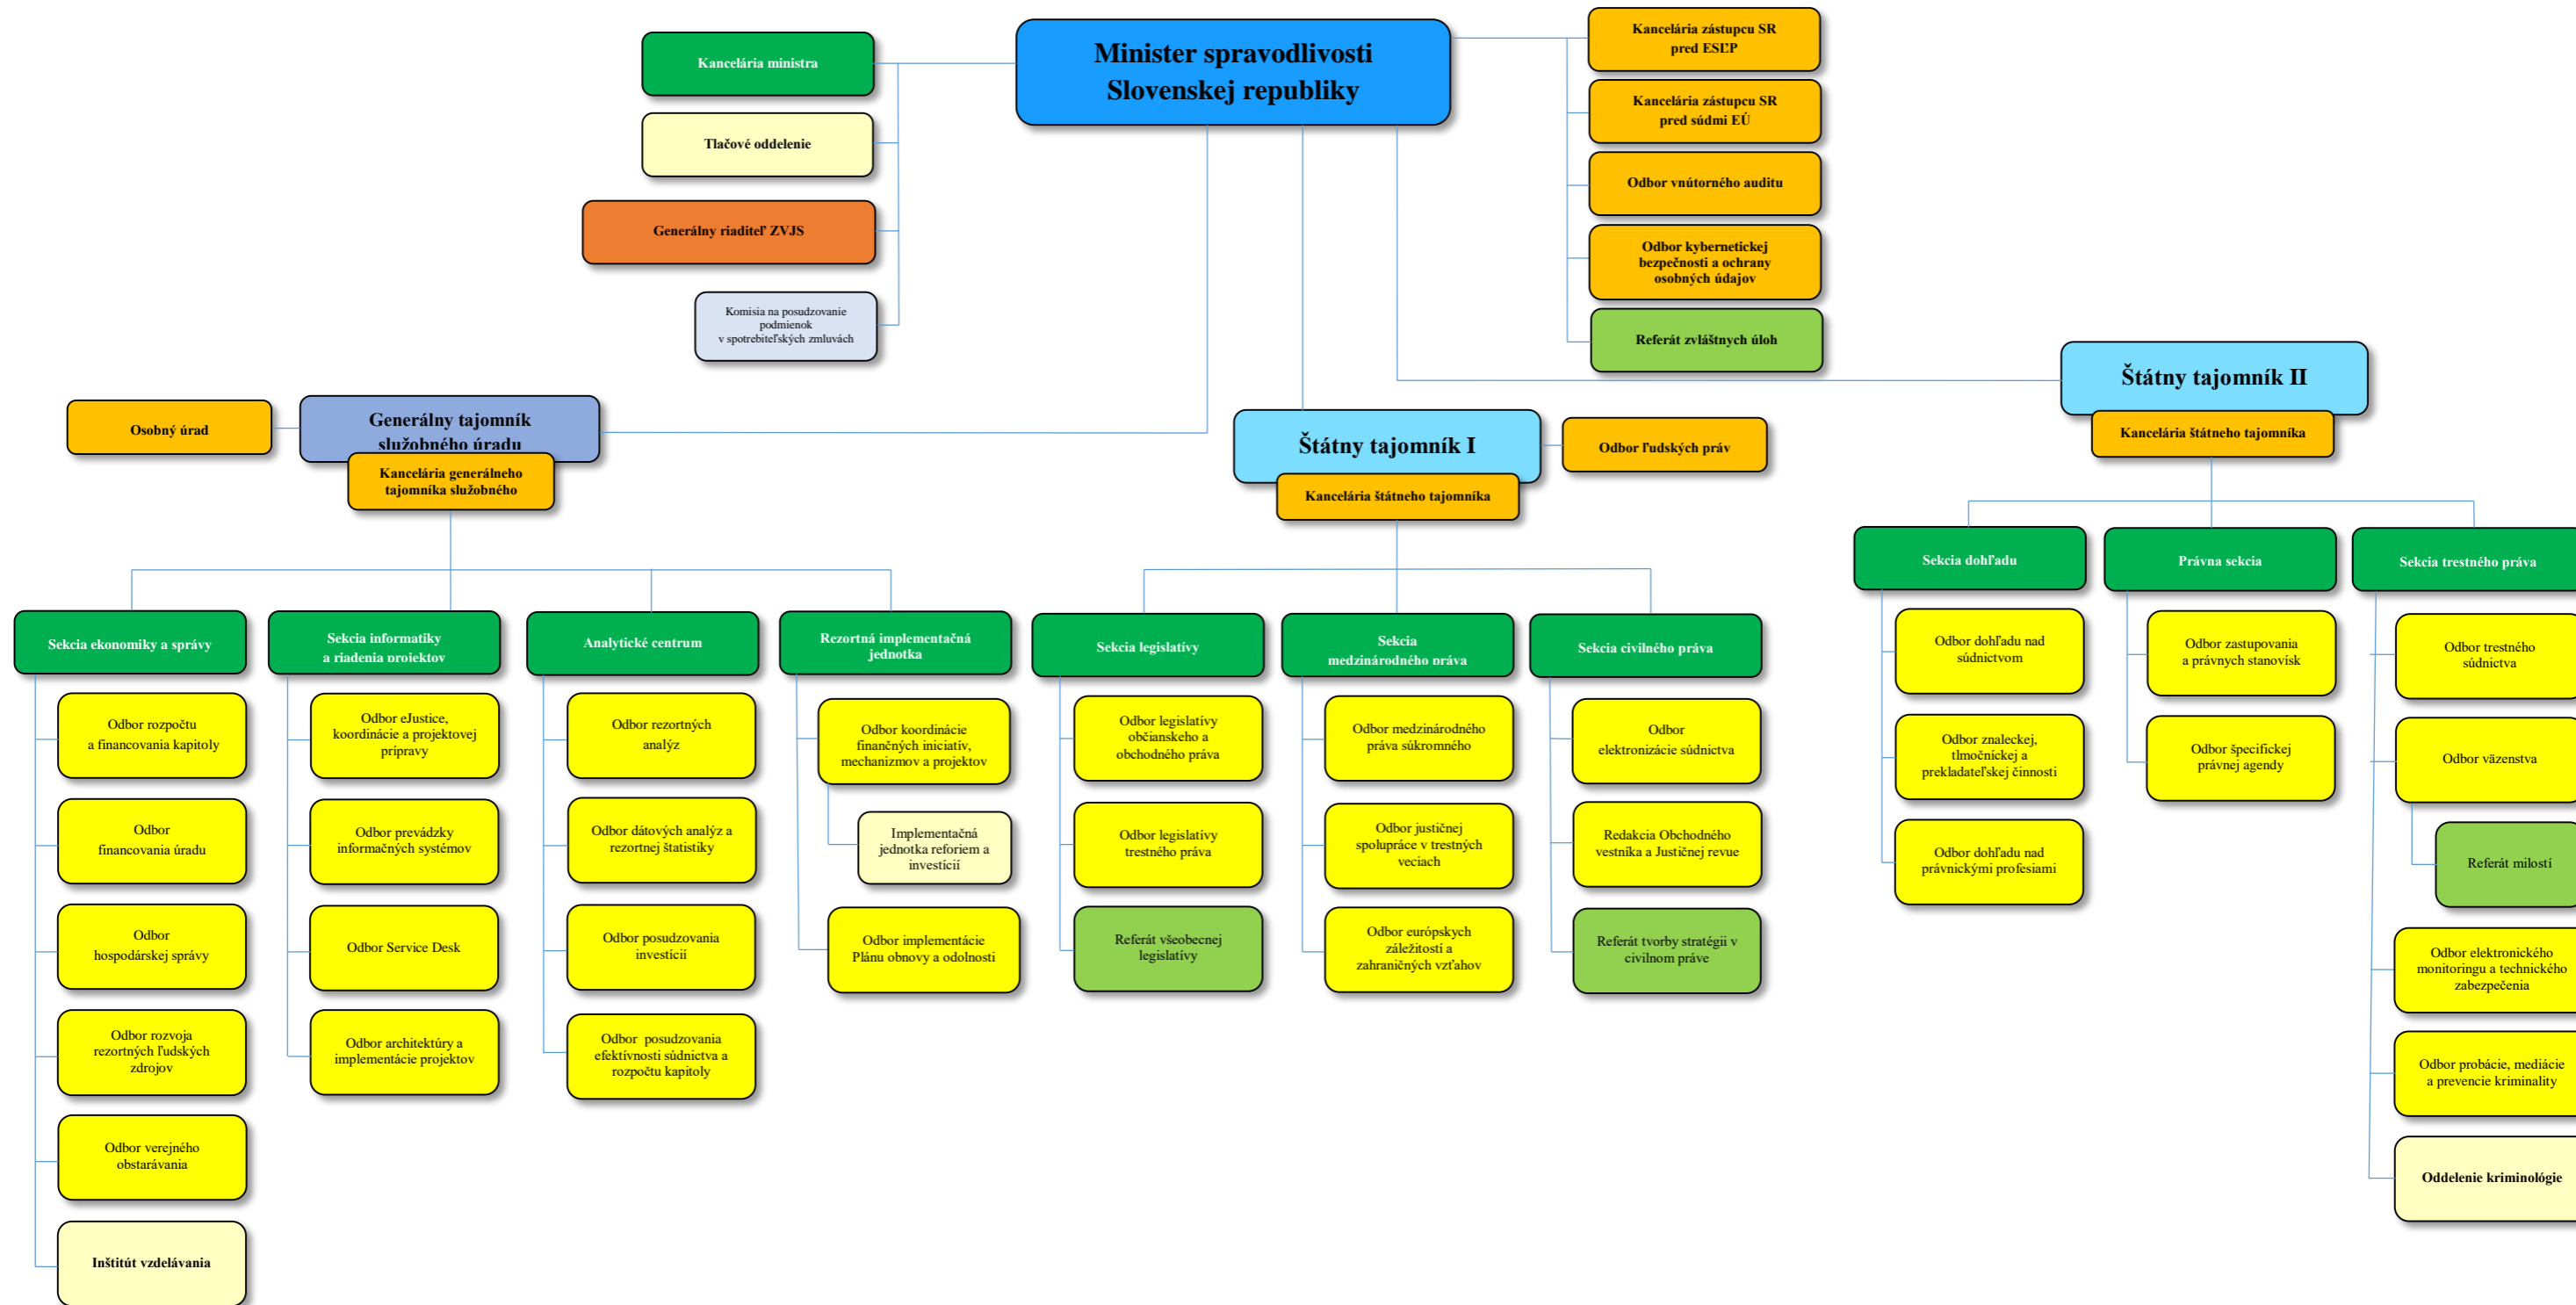 Minister spravodlivosti
Slovenskej republiky
Kancelária ministra
Tlačové oddelenie
Generálny riaditeľ ZVJS
Komisia na posudzovanie
podmienok
v spotrebiteľských zmluvách
Kancelária zástupcu SR
pred ESĽP
Kancelária zástupcu SR
pred súdmi EÚ
Odbor vnútorného auditu
Odbor kybernetickej
bezpečnosti a ochrany
osobných údajov
Referát zvláštnych úloh
Osobný úrad
Generálny tajomník
služobného úradu
Kancelária generálneho
tajomníka služobného
Štátny tajomník I
Kancelária štátneho tajomníka
Odbor ľudských práv
Štátny tajomník II
Kancelária štátneho tajomníka
Sekcia ekonomiky a správy
Odbor rozpočtu
a financovania kapitoly
Odbor
financovania úradu
Odbor
hospodárskej správy
Odbor rozvoja
rezortných ľudských
zdrojov
Odbor verejného
obstarávania
Inštitút vzdelávania
Sekcia informatiky
a riadenia projektov
Odbor eJustice,
koordinácie a projektovej
prípravy
Odbor prevádzky
informačných systémov
Odbor Service Desk
Odbor architektúry a
implementácie projektov
Analytické centrum
Odbor rezortných
analýz
Odbor dátových analýz a
rezortnej štatistiky
Odbor posudzovania
investícií
Odbor  posudzovania
efektívnosti súdnictva a
rozpočtu kapitoly
Rezortná implementačná
jednotka
Odbor koordinácie
finančných iniciatív,
mechanizmov a projektov
Implementačná
jednotka reforiem a
investícií
Odbor implementácie
Plánu obnovy a odolnosti
Sekcia legislatívy
Odbor legislatívy
občianskeho a
obchodného práva
Odbor legislatívy
trestného práva
Referát všeobecnej
legislatívy
Sekcia
medzinárodného práva
Odbor medzinárodného
práva súkromného
Odbor justičnej
spolupráce v trestných
veciach
Odbor európskych
záležitostí a
zahraničných vzťahov
Sekcia civilného práva
Odbor
elektronizácie súdnictva
Redakcia Obchodného
vestníka a Justičnej revue
Referát tvorby stratégii v
civilnom práve
Sekcia dohľadu
Odbor dohľadu nad
súdnictvom
Odbor znaleckej,
tlmočníckej a
prekladateľskej činnosti
Odbor dohľadu nad
právnickými profesiami
Právna sekcia
Odbor zastupovania
a právnych stanovísk
Odbor špecifickej
právnej agendy
Sekcia trestného práva
Odbor trestného
súdnictva
Odbor väzenstva
Referát milostí
Odbor elektronického
monitoringu a technického
zabezpečenia
Odbor probácie, mediácie
a prevencie kriminality
Oddelenie kriminológie